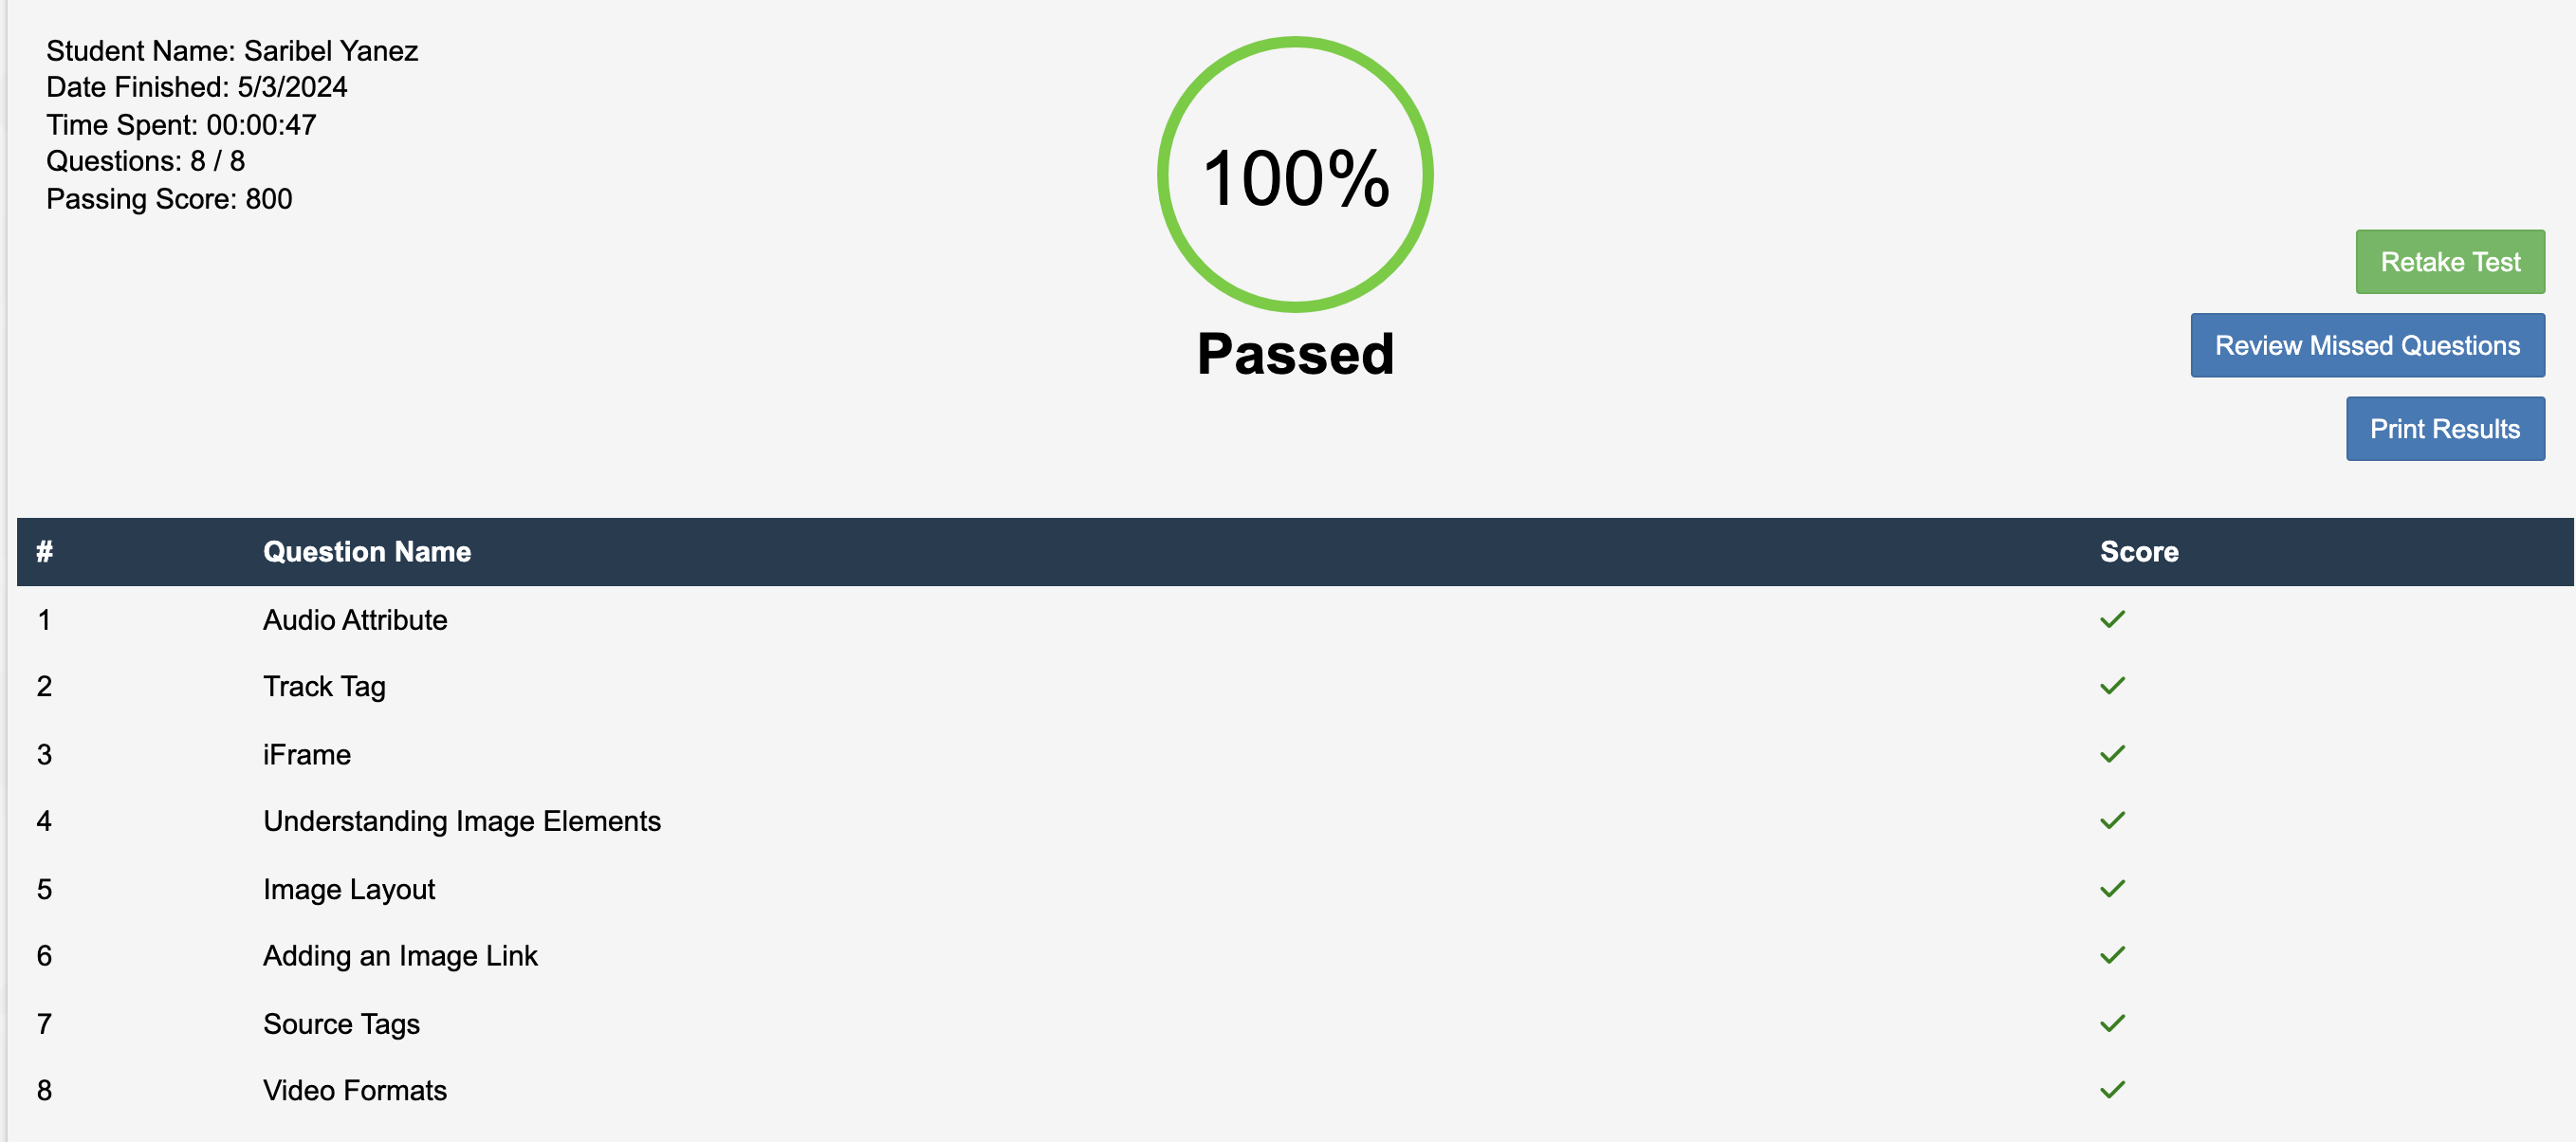 Student Name: Saribel Yanez
Date Finished: 5/3/2024
Time Spent: 00:00:47
Questions: 8 / 8
Passing Score: 800
100%
Passed
Retake Test
Review Missed Questions
Print Results
# Question Name Score
1 Audio Attribute
2 Track Tag
3 iFrame
4 Understanding Image Elements
5 Image Layout
6 Adding an Image Link
7 Source Tags
8 Video Formats